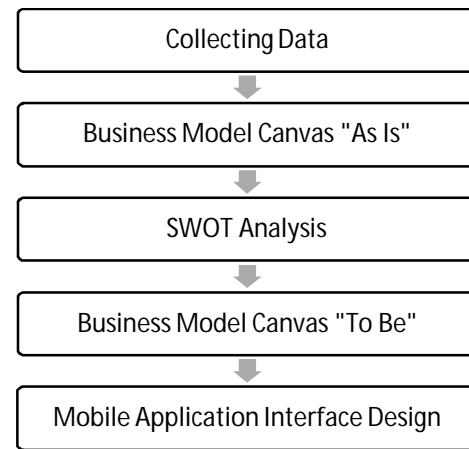 Collecting Data
Business Model Canvas "As Is"
SWOT Analysis
Business Model Canvas "To Be"
Mobile Application Interface Design